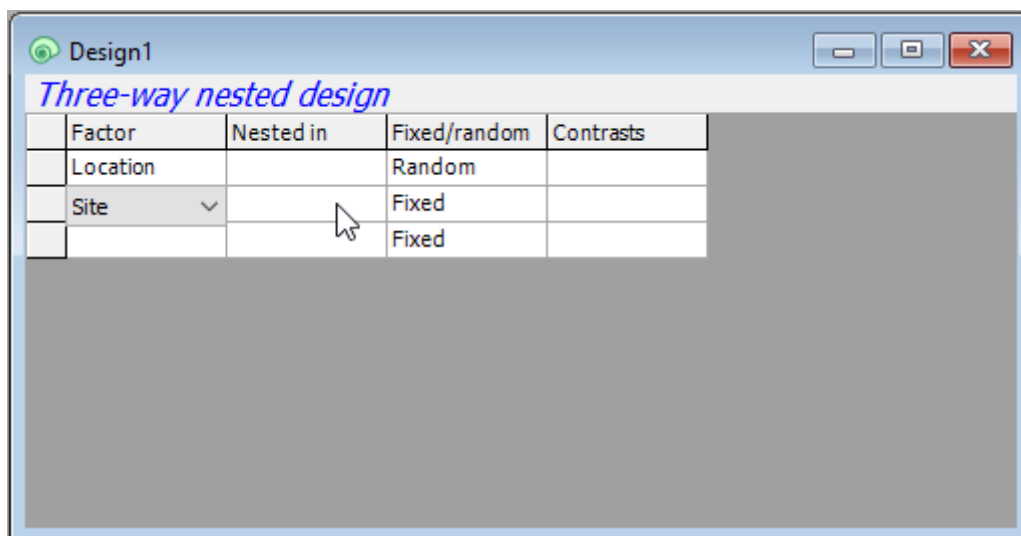 Design1
Three-way nested design
Factor Nested in Fixed/random Contrasts
Location Random
Site Fixed
Fixed